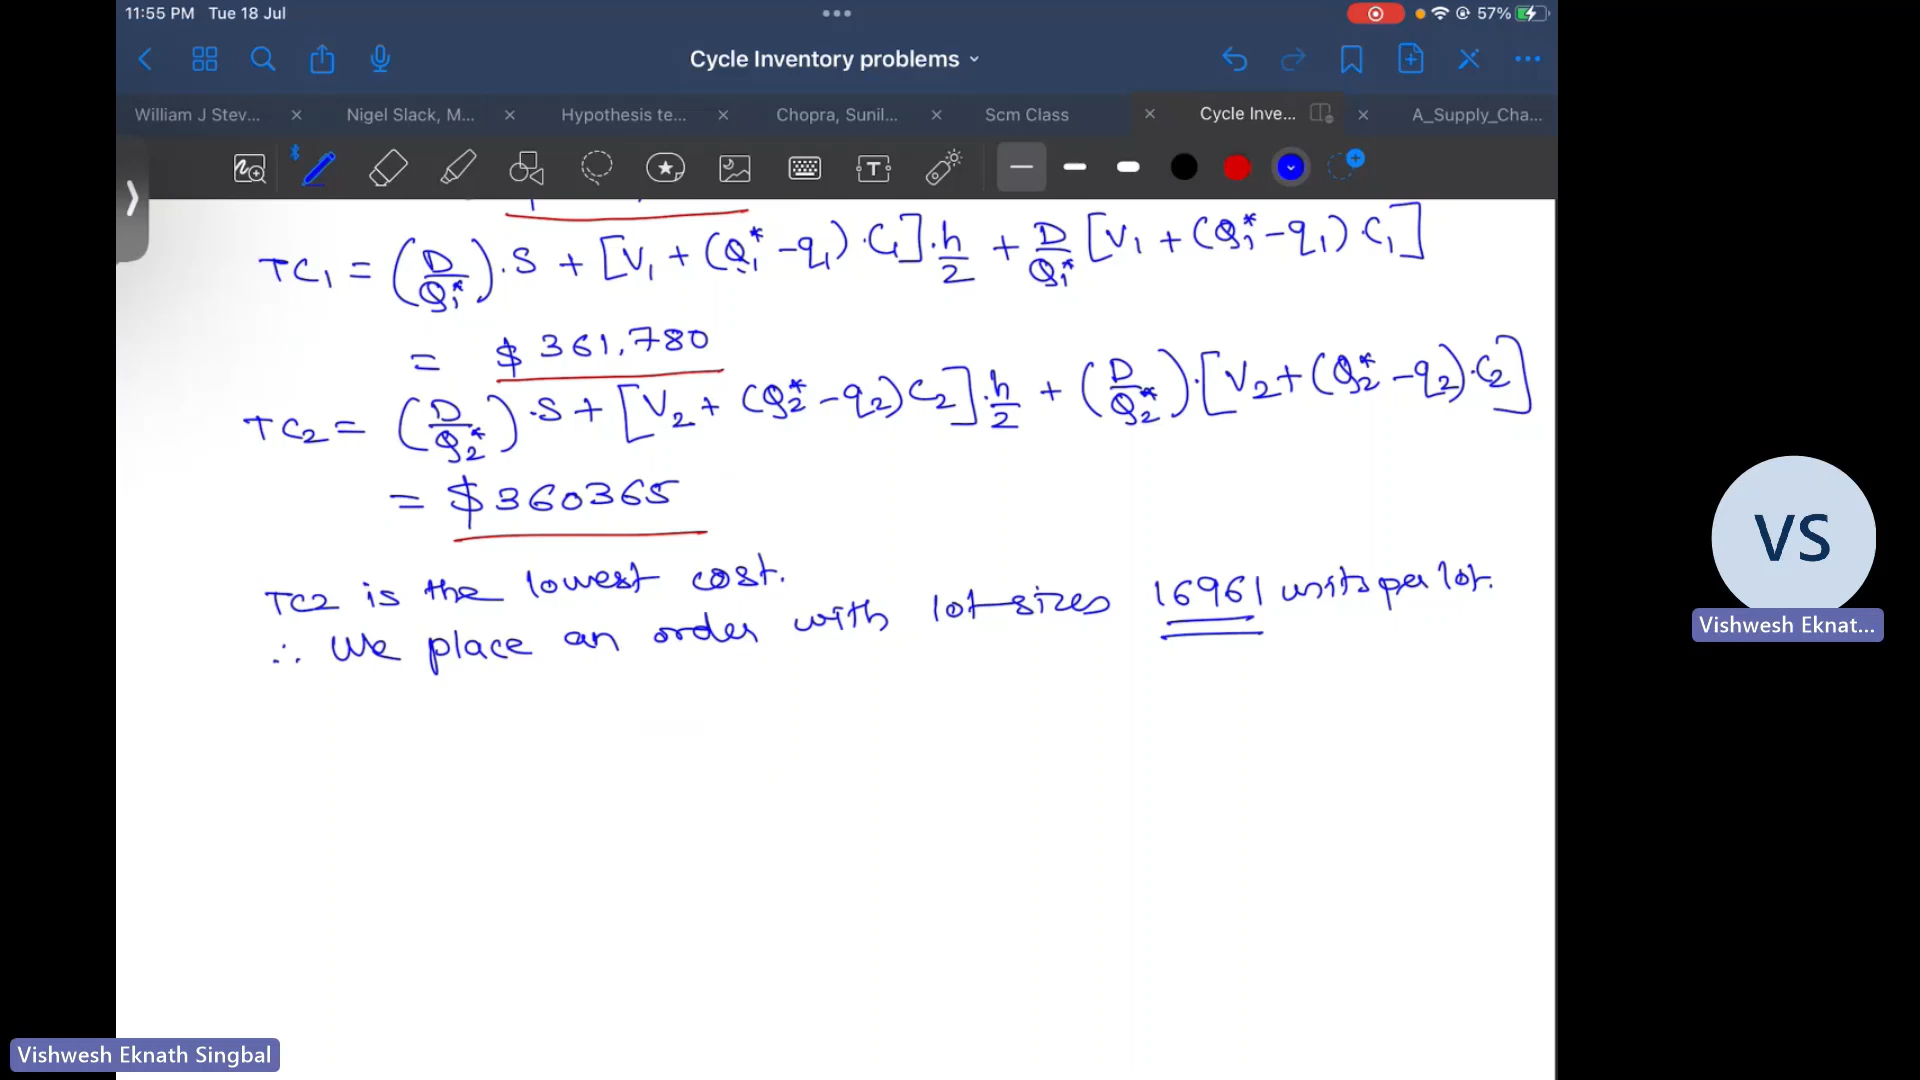 11:55 PM Tue 18 Jul
57%
Cycle Inventory problems
William J Stev...
Nigel Slack, M...
Hypothesis te...
Chopra, Sunil...
Scm Class
Cycle Inve...
A_Supply_Cha...
TC₁ = (D/Q₁*)·S + [V₁ + (Q₁* - q₁)·C₁]·h/2 + D/Q₁* [V₁ + (Q₁* - q₁)·C₁]
= $ 361,780
TC₂ = (D/Q₂*)·S + [V₂ + (Q₂* - q₂)C₂]·h/2 + (D/Q₂*)·[V₂ + (Q₂* - q₂)·C₂]
= $360365
TC2 is the lowest cost.
∴ We place an order with lot-sizes 16961 units per lot.
VS
Vishwesh Eknat...
Vishwesh Eknath Singbal